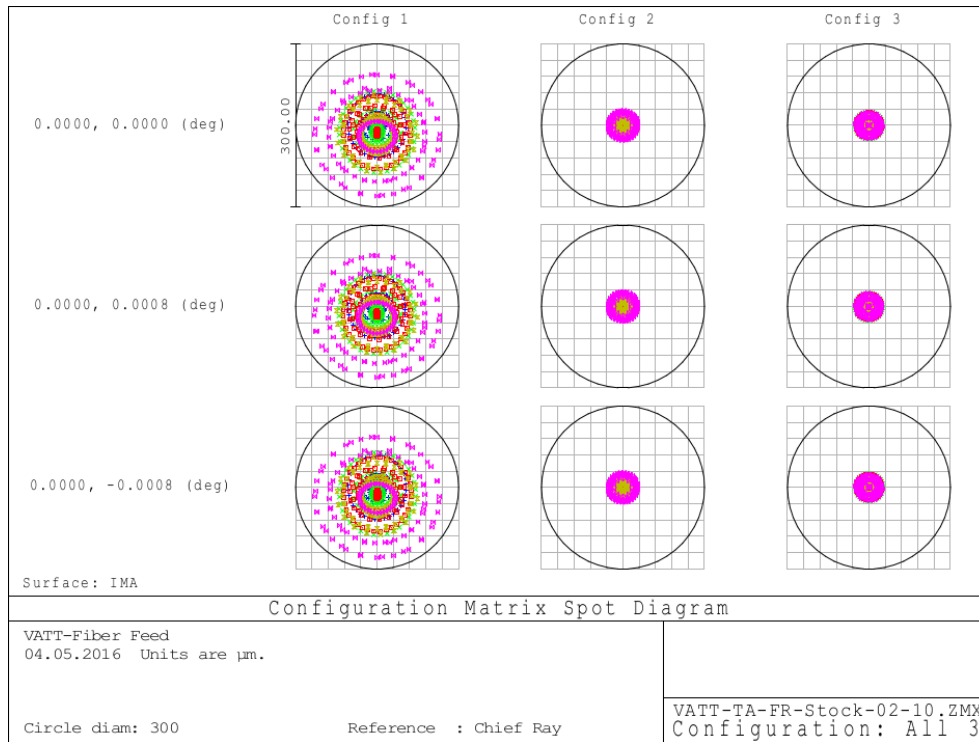 Config 1 Config 2 Config 3
300.00
0.0000, 0.0000 (deg)
0.0000, 0.0008 (deg)
0.0000, -0.0008 (deg)
Surface: IMA
Configuration Matrix Spot Diagram
VATT-Fiber Feed
04.05.2016 Units are µm.
Circle diam: 300 Reference : Chief Ray
VATT-TA-FR-Stock-02-10.ZMX
Configuration: All 3